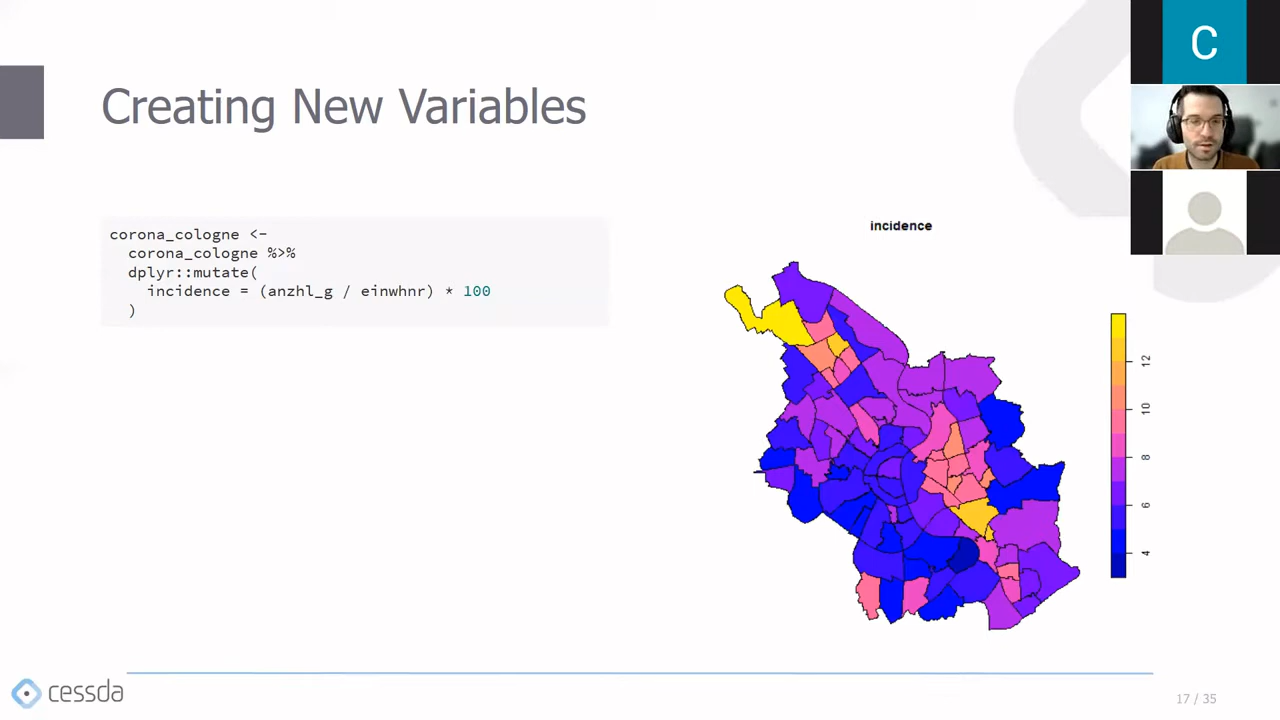 Creating New Variables
corona_cologne <-
corona_cologne %>%
dplyr::mutate(
incidence = (anzhl_g / einwhnr) * 100
)
incidence
12
10
8
6
4
C
cessda
17 / 35